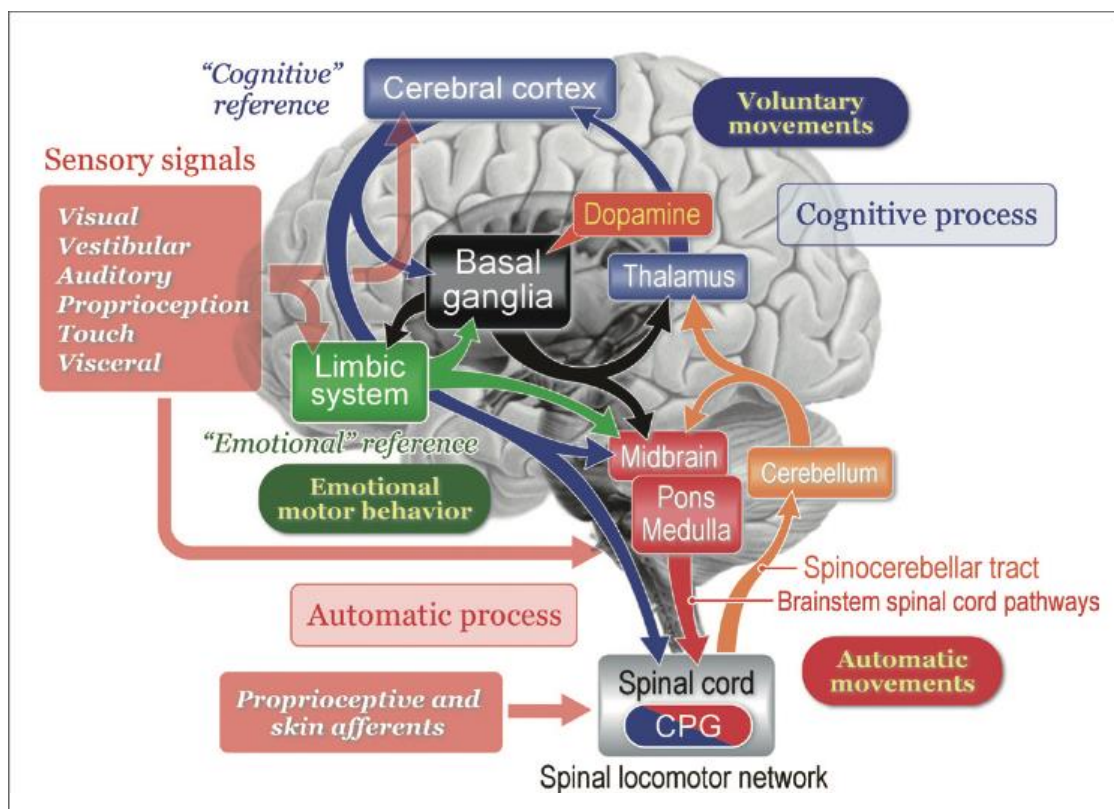 “Cognitive”
reference
Cerebral cortex
Voluntary
movements
Sensory signals
Visual
Vestibular
Auditory
Proprioception
Touch
Visceral
Dopamine
Cognitive process
Basal
ganglia
Thalamus
Limbic
system
“Emotional” reference
Midbrain
Cerebellum
Emotional
motor behavior
Pons
Medulla
Spinocerebellar tract
Brainstem spinal cord pathways
Automatic process
Automatic
movements
Proprioceptive and
skin afferents
Spinal cord
CPG
Spinal locomotor network